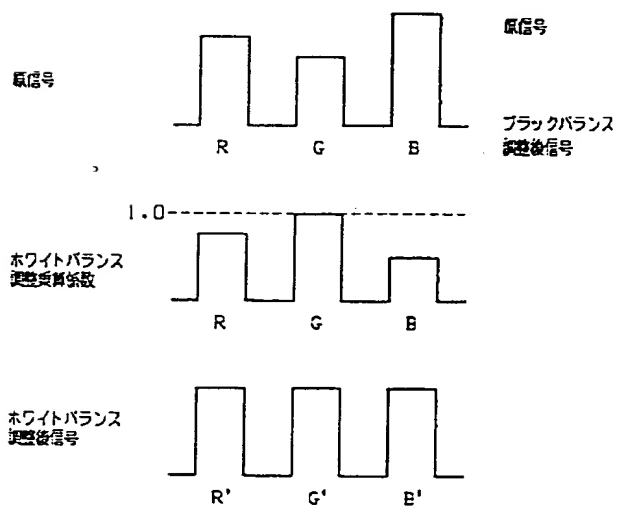 原信号
原信号
ブラックバランス
調整後信号
R G B
1.0
ホワイトバランス
調整乗算係数
R G B
ホワイトバランス
調整後信号
R' G' B'